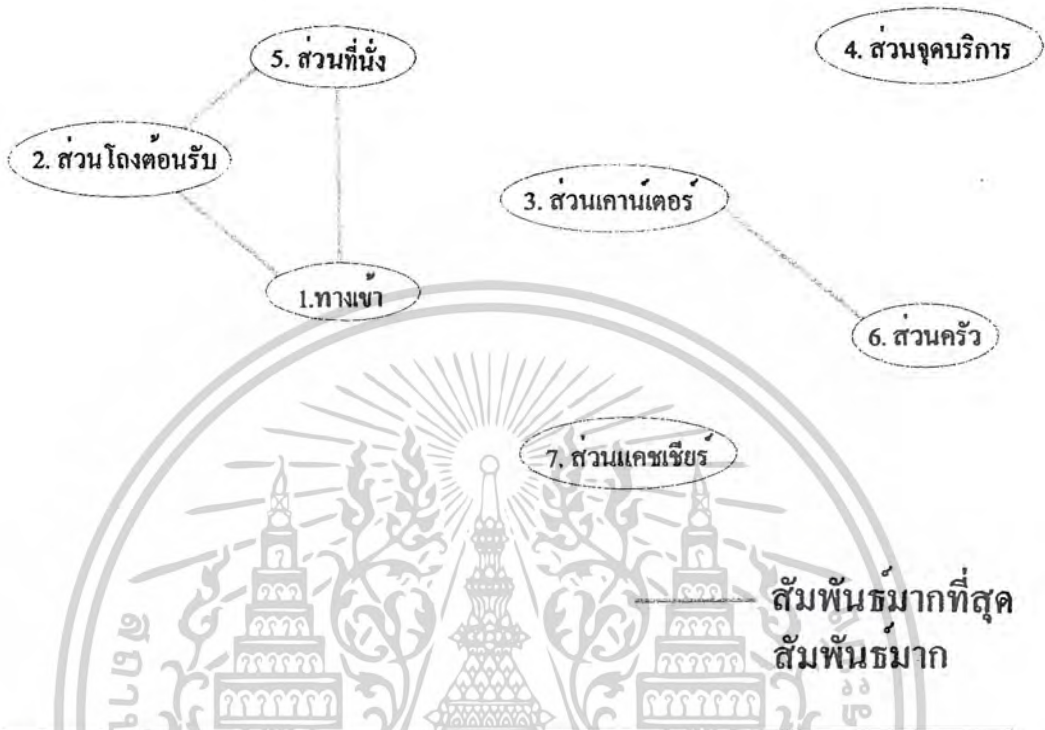 5. ส่วนที่นั่ง
4. ส่วนจุดบริการ
2. ส่วนโถงต้อนรับ
3. ส่วนเคาน์เตอร์
1.ทางเข้า
6. ส่วนครัว
7. ส่วนแคชเชียร์
สัมพันธ์มากที่สุด
สัมพันธ์มาก